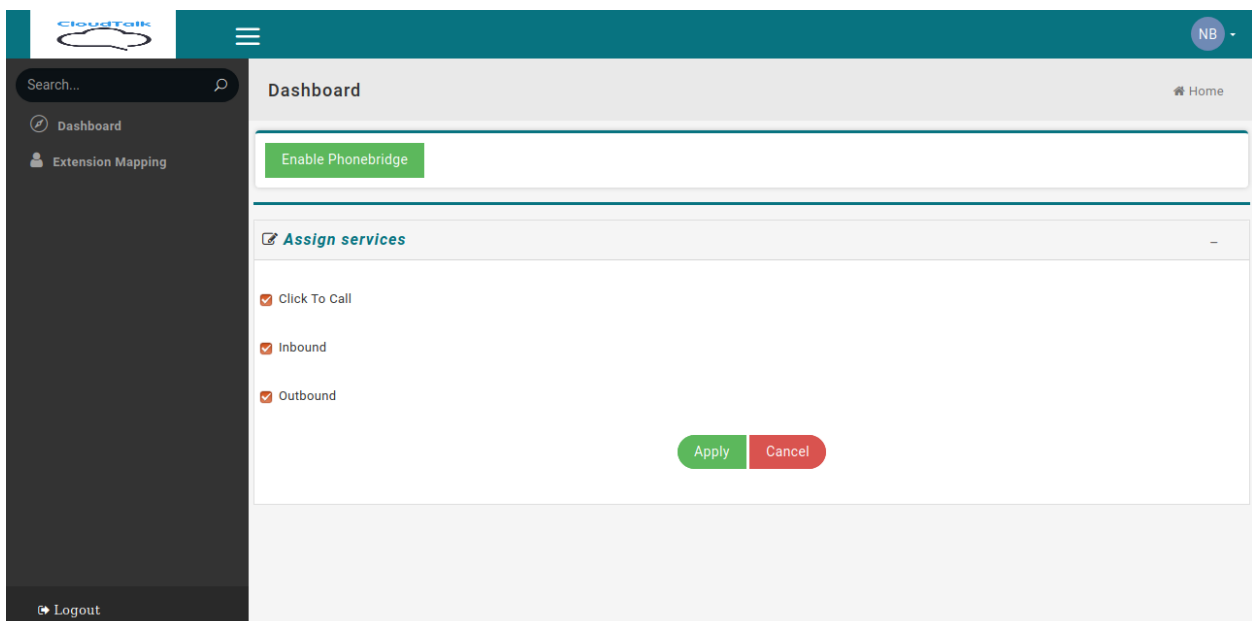 CloudTalk
NB
Search...
Dashboard
Extension Mapping
Logout
Dashboard
Home
Enable Phonebridge
Assign services
Click To Call
Inbound
Outbound
Apply
Cancel